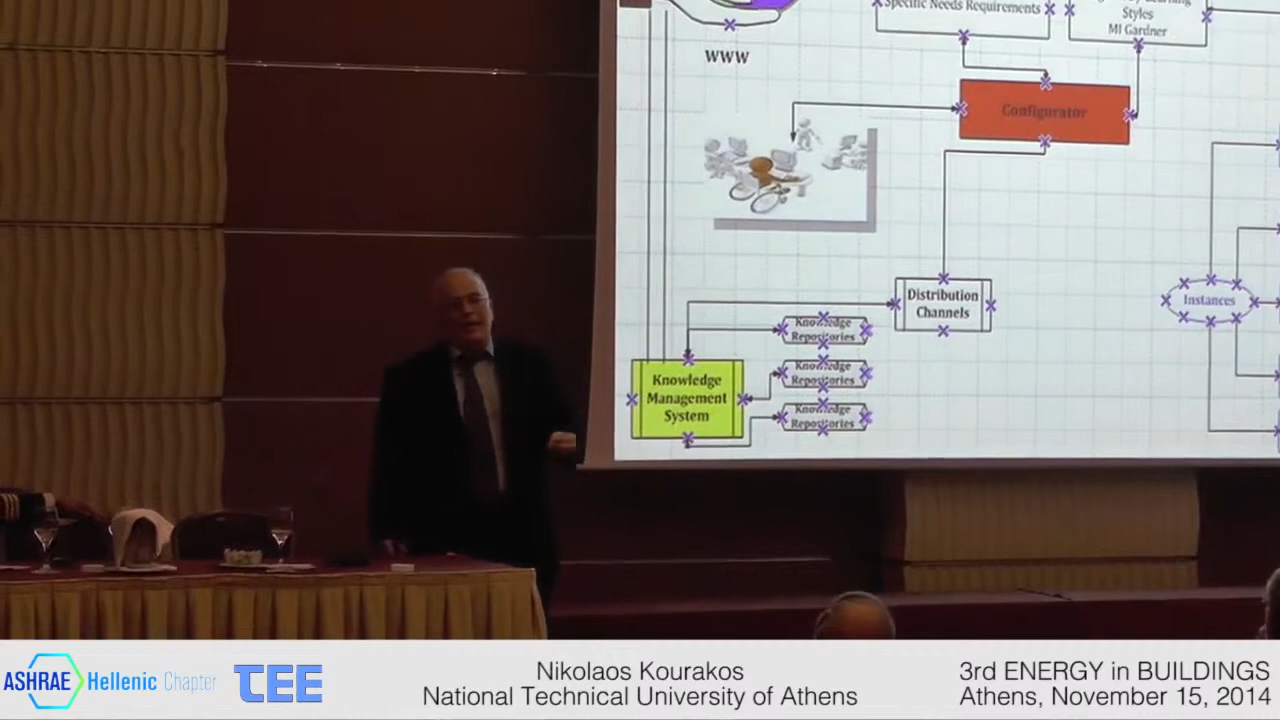 Specific Needs Requirements
Learning
Styles
MI Gardner
WWW
Configurator
Distribution
Channels
Instances
Knowledge
Repositories
Knowledge
Repositories
Knowledge
Repositories
Knowledge
Management
System
ASHRAE Hellenic Chapter
TEE
Nikolaos Kourakos
National Technical University of Athens
3rd ENERGY in BUILDINGS
Athens, November 15, 2014